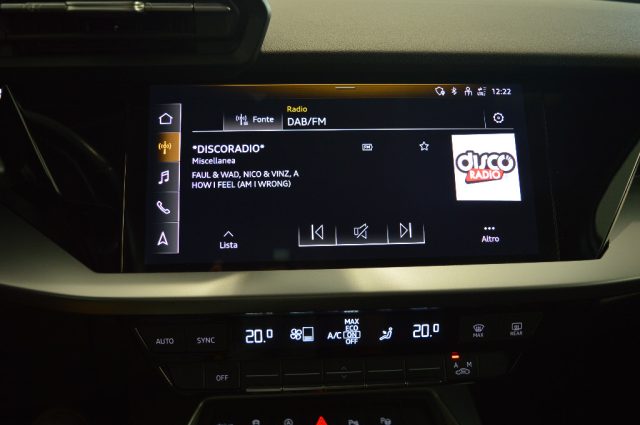 12:22
Radio
Fonte DAB/FM
*DISCORADIO*
Miscellanea
FAUL & WAD, NICO & VINZ, A
HOW I FEEL (AM I WRONG)
disco
RADIO
Lista
Altro
AUTO SYNC 20.0 A/C MAX ECO ON OFF 20.0 MAX REAR
OFF
A M